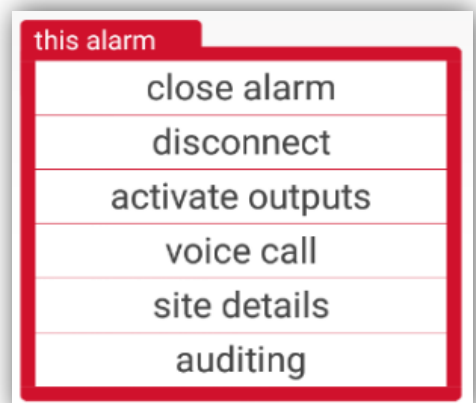 this alarm
close alarm
disconnect
activate outputs
voice call
site details
auditing